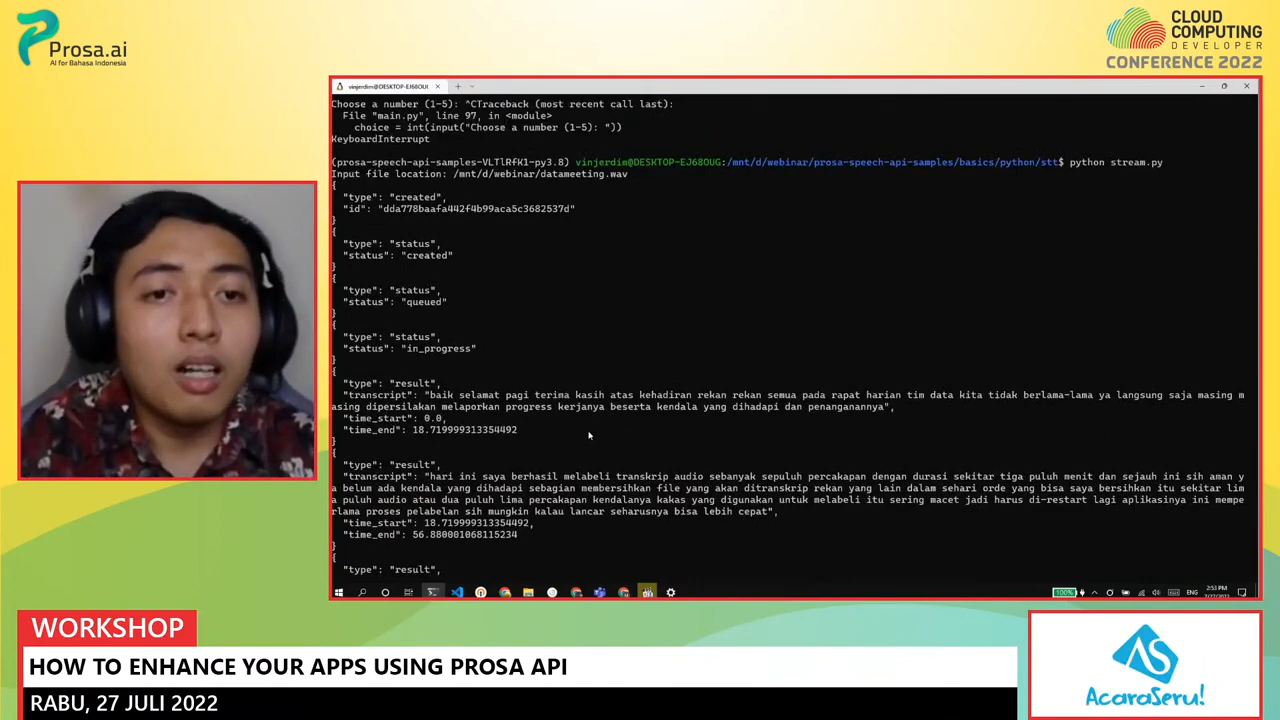 Prosa.ai
AI for Bahasa Indonesia
CLOUD
COMPUTING
DEVELOPER
CONFERENCE 2022
vinjerdim@DESKTOP-EJ68OU
Choose a number (1-5): ^CTraceback (most recent call last):
File "main.py", line 97, in <module>
choice = int(input("Choose a number (1-5): "))
KeyboardInterrupt
(prosa-speech-api-samples-VLTlRfK1-py3.8) vinjerdim@DESKTOP-EJ68OUG:/mnt/d/webinar/prosa-speech-api-samples/basics/python/stt$ python stream.py
Input file location: /mnt/d/webinar/datameeting.wav
{
"type": "created",
"id": "dda778baafa442f4b99aca5c3682537d"
}
{
"type": "status",
"status": "created"
}
{
"type": "status",
"status": "queued"
}
{
"type": "status",
"status": "in_progress"
}
{
"type": "result",
"transcript": "baik selamat pagi terima kasih atas kehadiran rekan rekan semua pada rapat harian tim data kita tidak berlama-lama ya langsung saja masing m
asing dipersilakan melaporkan progress kerjanya beserta kendala yang dihadapi dan penanganannya",
"time_start": 0.0,
"time_end": 18.719999313354492
}
{
"type": "result",
"transcript": "hari ini saya berhasil melabeli transkrip audio sebanyak sepuluh percakapan dengan durasi sekitar tiga puluh menit dan sejauh ini sih aman y
a belum ada kendala yang dihadapi sebagian membersihkan file yang akan ditranskrip rekan yang lain dalam sehari orde yang bisa saya bersihkan itu sekitar lim
a puluh audio atau dua puluh lima percakapan kendalanya kakas yang digunakan untuk melabeli itu sering macet jadi harus di-restart lagi aplikasinya ini mempe
rlama proses pelabelan sih mungkin kalau lancar seharusnya bisa lebih cepat",
"time_start": 18.719999313354492,
"time_end": 56.880001068115234
}
{
"type": "result",
100%
ENG
2:53 PM
WORKSHOP
HOW TO ENHANCE YOUR APPS USING PROSA API
RABU, 27 JULI 2022
AcaraSeru!